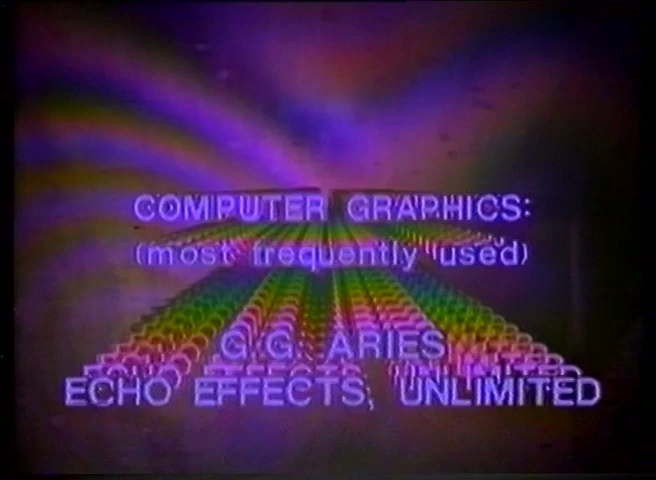 COMPUTER GRAPHICS:
(most frequently used)
G.G. ARIES
ECHO EFFECTS, UNLIMITED